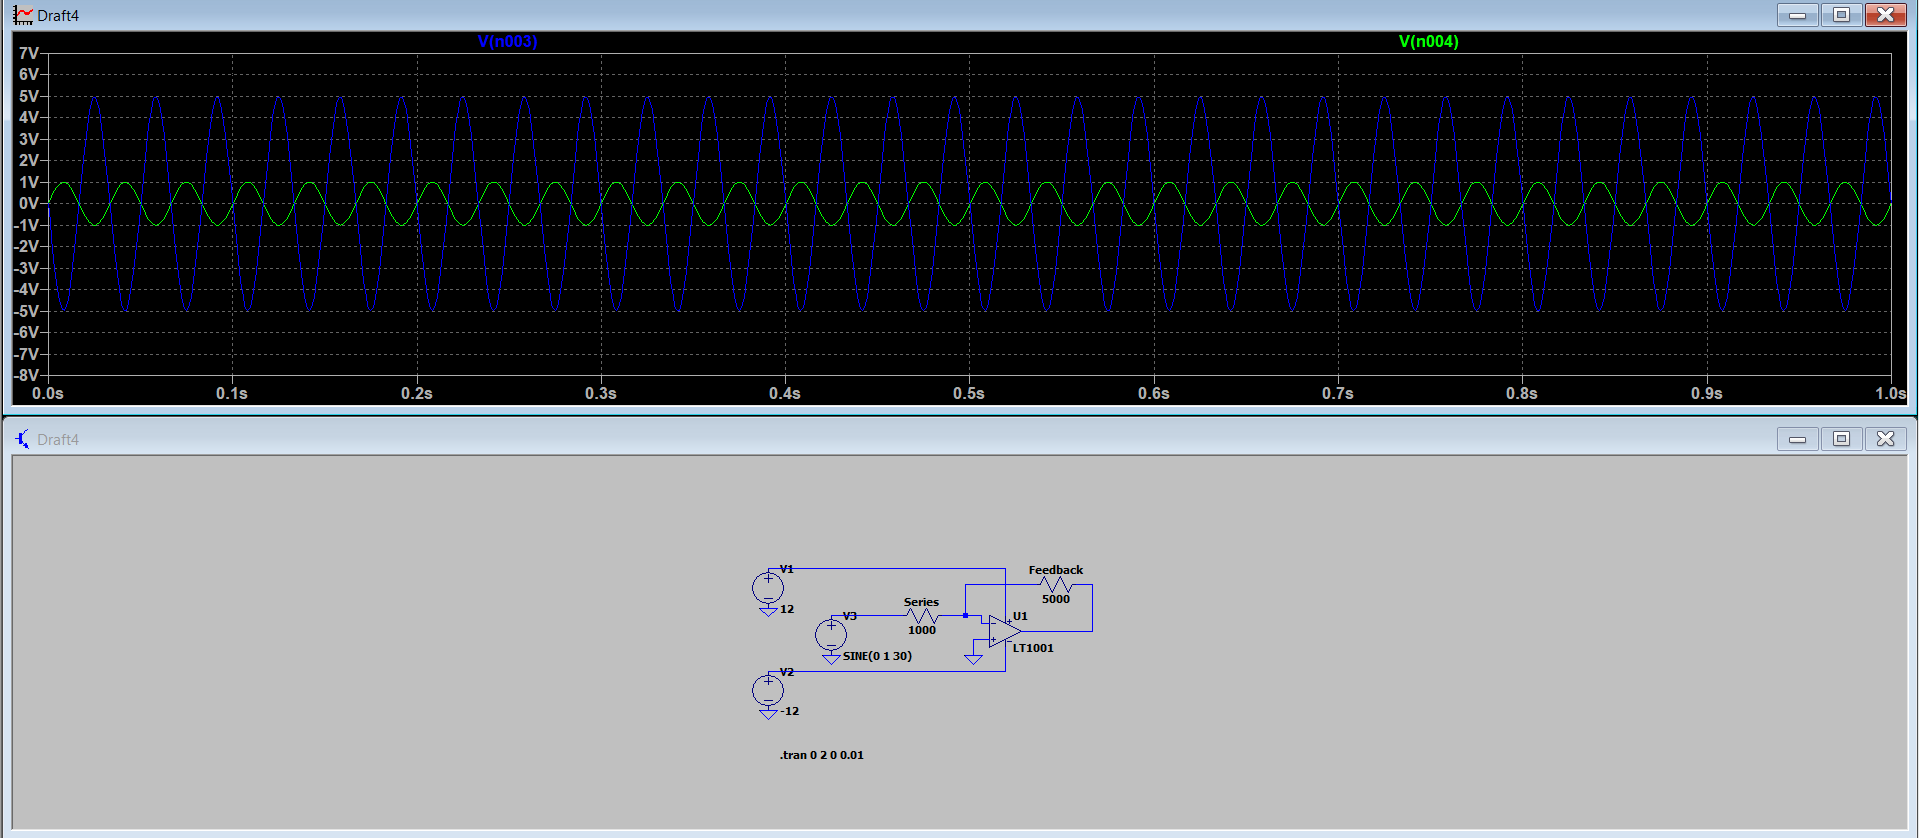 Draft4
V(n003) V(n004)
7V
6V
5V
4V
3V
2V
1V
0V
-1V
-2V
-3V
-4V
-5V
-6V
-7V
-8V
0.0s 0.1s 0.2s 0.3s 0.4s 0.5s 0.6s 0.7s 0.8s 0.9s 1.0s
Draft4
V1
12
Feedback
5000
Series
1000
V3
SINE(0 1 30)
U1
LT1001
V2
-12
.tran 0 2 0 0.01